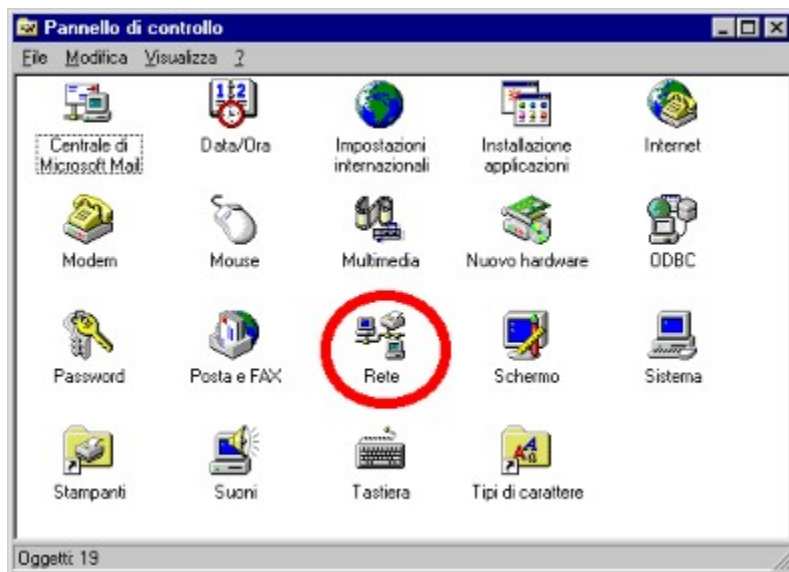 Pannello di controllo
File Modifica Visualizza ?
Centrale di
Microsoft Mail
Data/Ora
Impostazioni
internazionali
Installazione
applicazioni
Internet
Modem
Mouse
Multimedia
Nuovo hardware
ODBC
Password
Posta e FAX
Rete
Schermo
Sistema
Stampanti
Suoni
Tastiera
Tipi di carattere
Oggetti: 19